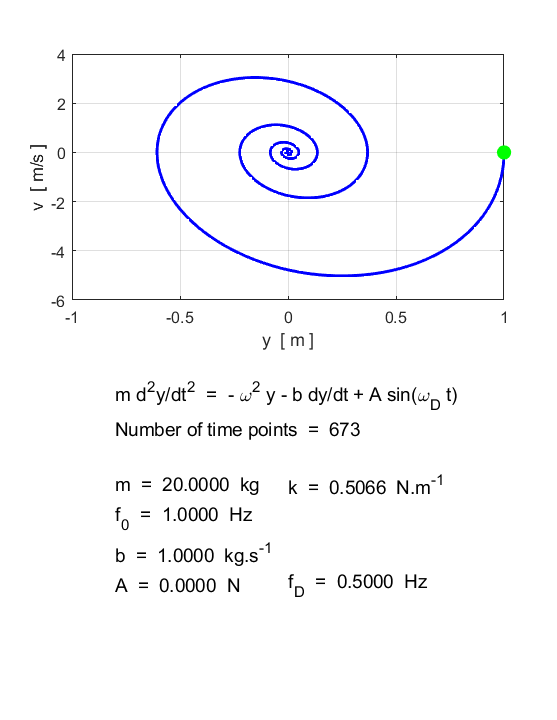 4
2
0
-2
-4
-6
v [ m/s ]
-1
-0.5
0
0.5
1
y [ m ]
m d²y/dt² = - ω² y - b dy/dt + A sin(ω_D t)
Number of time points = 673
m = 20.0000 kg
k = 0.5066 N.m⁻¹
f₀ = 1.0000 Hz
b = 1.0000 kg.s⁻¹
A = 0.0000 N
f_D = 0.5000 Hz